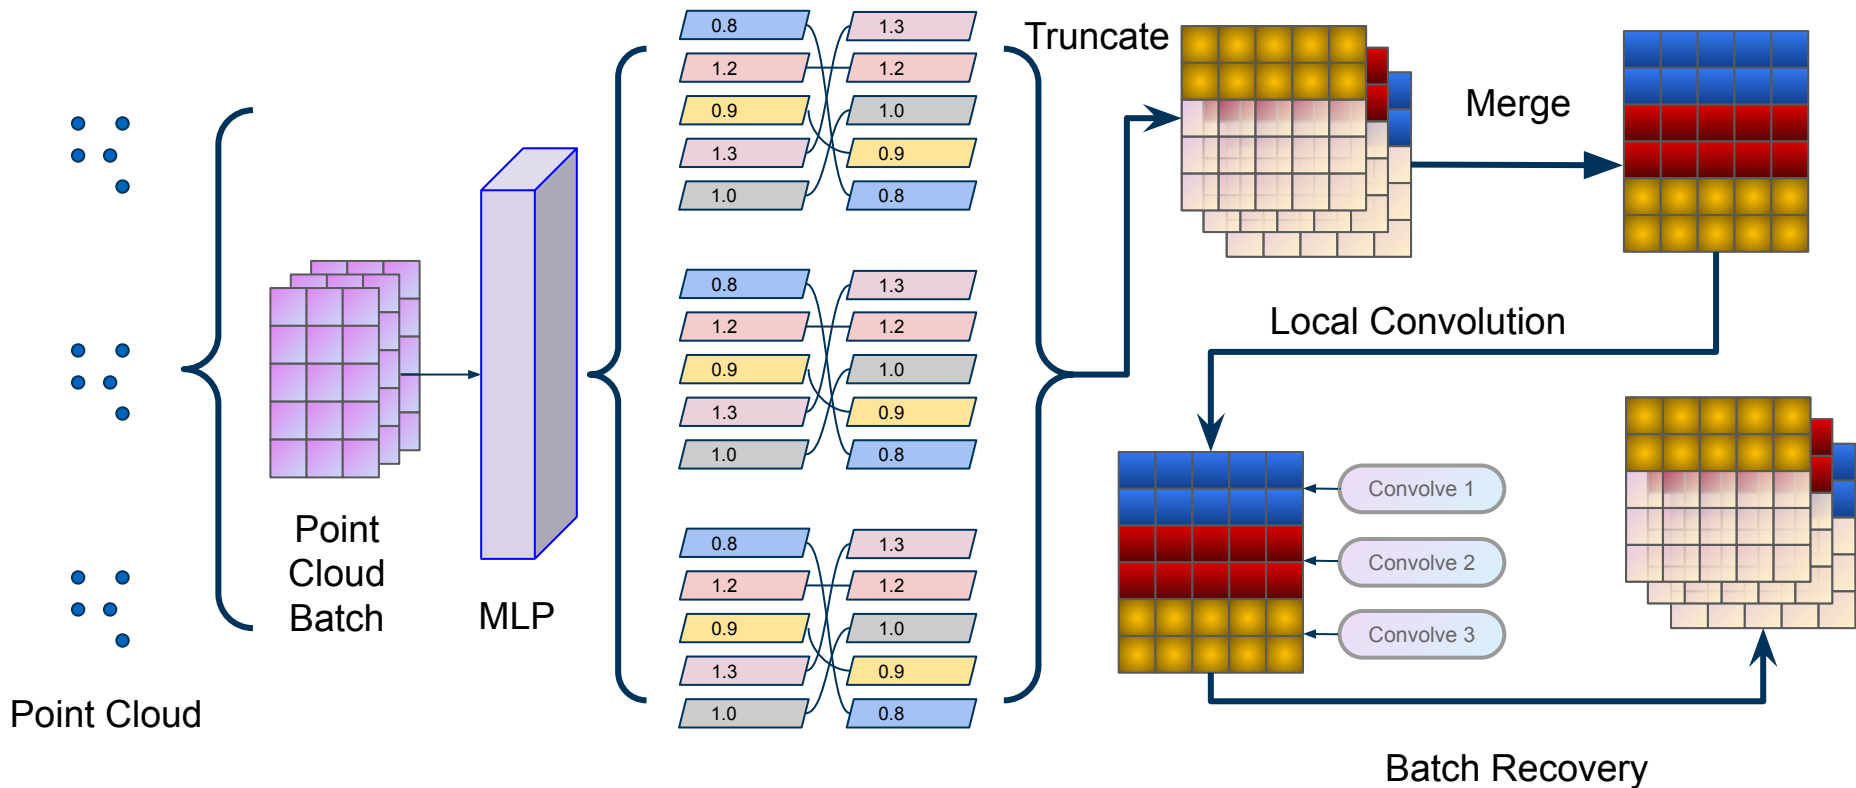 Point Cloud
Point
Cloud
Batch
MLP
0.8 1.3
1.2 1.2
0.9 1.0
1.3 0.9
1.0 0.8
0.8 1.3
1.2 1.2
0.9 1.0
1.3 0.9
1.0 0.8
0.8 1.3
1.2 1.2
0.9 1.0
1.3 0.9
1.0 0.8
Truncate
Merge
Local Convolution
Convolve 1
Convolve 2
Convolve 3
Batch Recovery